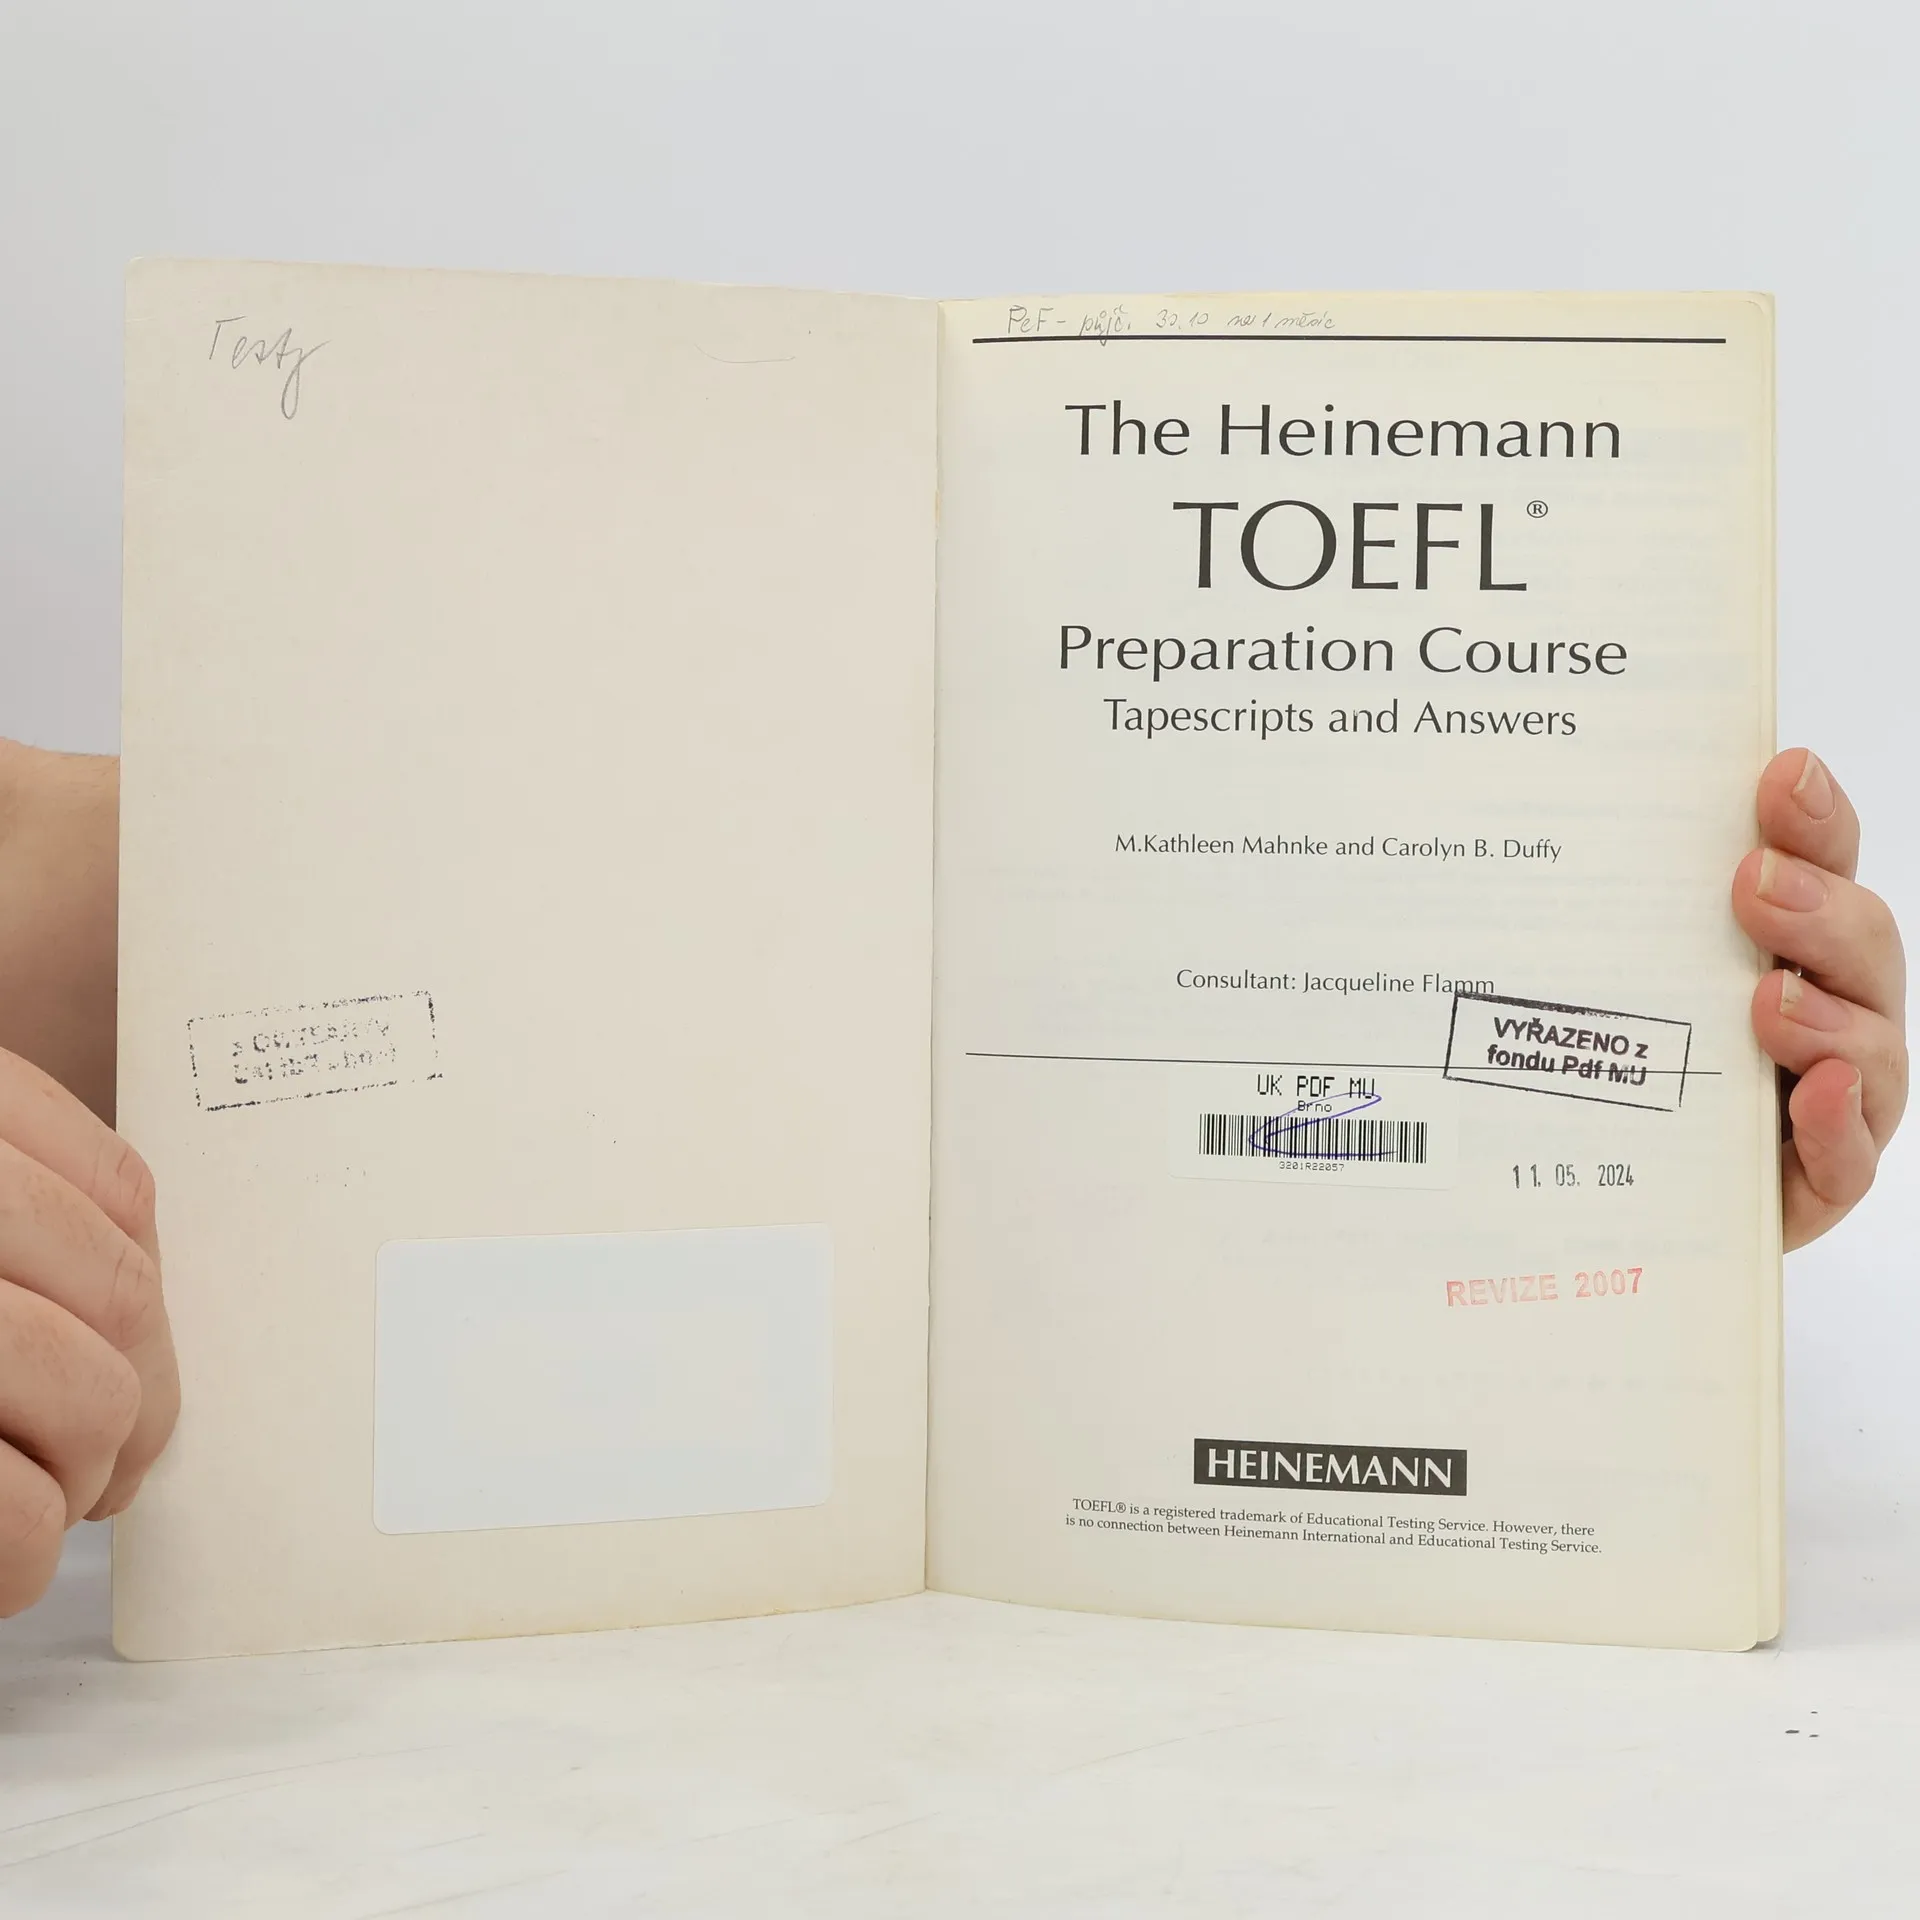 Testy
PeF - půjč. 30.10 na 1 měsíc
The Heinemann
TOEFL®
Preparation Course
Tapescripts and Answers
M.Kathleen Mahnke and Carolyn B. Duffy
Consultant: Jacqueline Flamm
VYŘAZENO z
fondu Pdf MU
UK PDF MU
Brno
3201R22057
11. 05. 2024
REVIZE 2007
HEINEMANN
TOEFL® is a registered trademark of Educational Testing Service. However, there
is no connection between Heinemann International and Educational Testing Service.